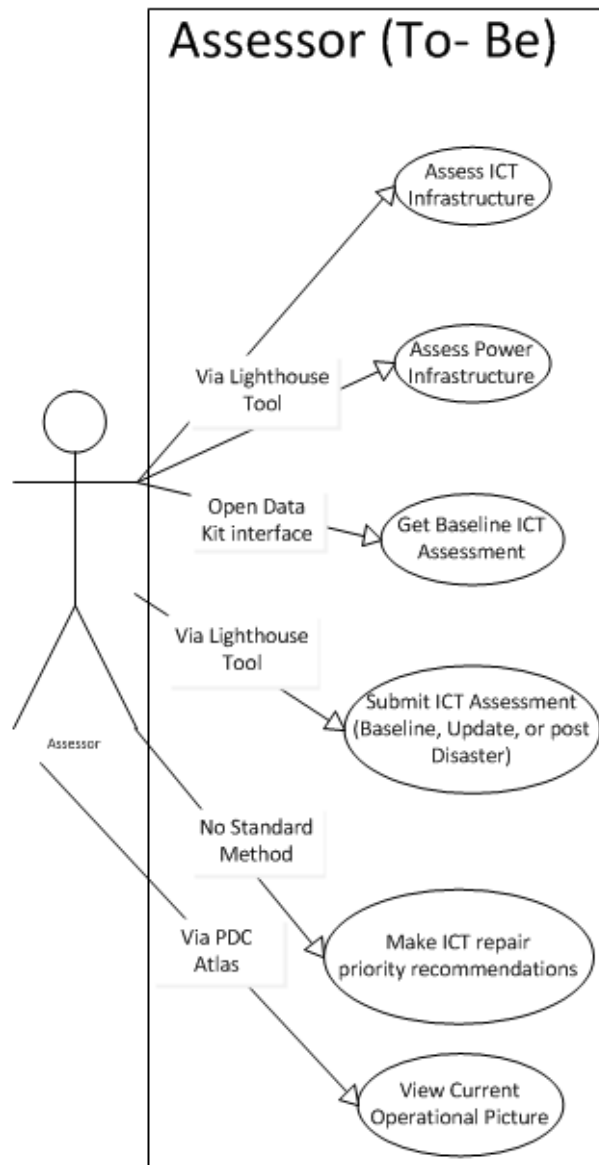 Assessor (To- Be)
Assess ICT
Infrastructure
Via Lighthouse
Tool
Assess Power
Infrastructure
Open Data
Kit interface
Get Baseline ICT
Assessment
Via Lighthouse
Tool
Submit ICT Assessment
(Baseline, Update, or post
Disaster)
Assessor
No Standard
Method
Make ICT repair
priority recommendations
Via PDC
Atlas
View Current
Operational Picture